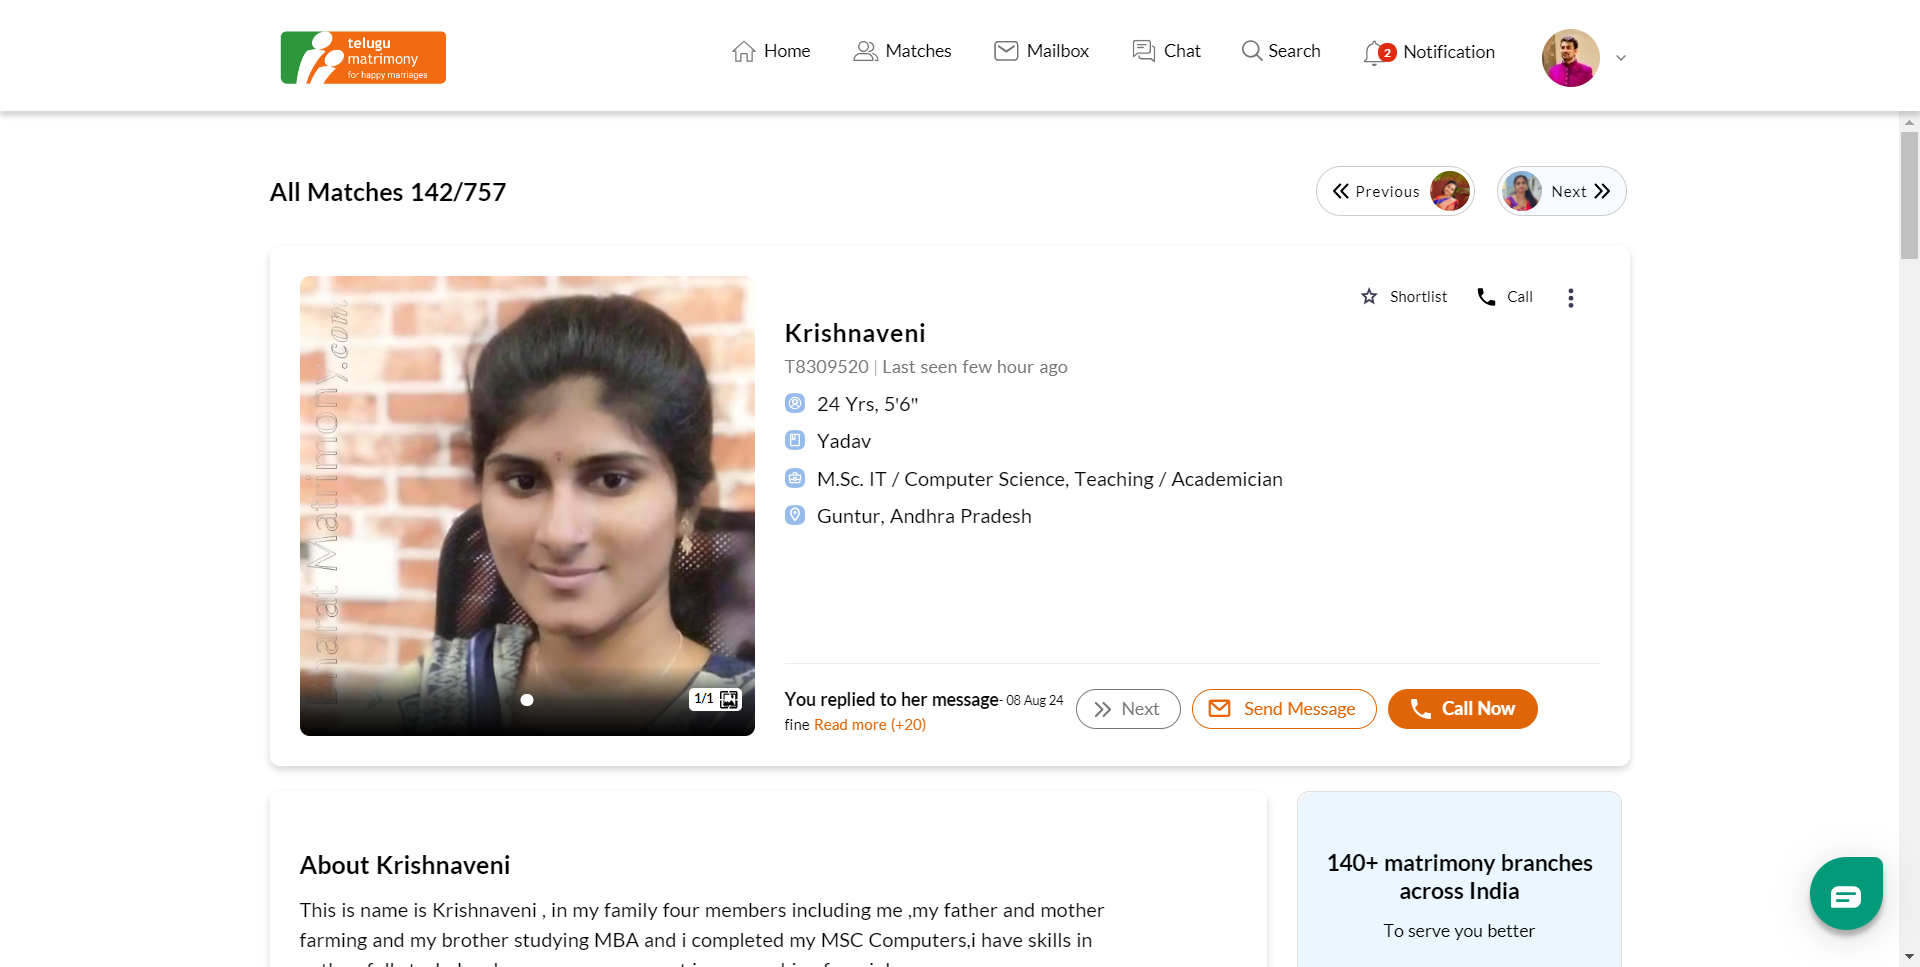 telugu
matrimony
for happy marriages
Home
Matches
Mailbox
Chat
Search
2
Notification
All Matches 142/757
Previous
Next
Bharat Matrimony.com
Shortlist
Call
Krishnaveni
T8309520 | Last seen few hour ago
24 Yrs, 5'6"
Yadav
M.Sc. IT / Computer Science, Teaching / Academician
Guntur, Andhra Pradesh
1/1
You replied to her message- 08 Aug 24
fine Read more (+20)
Next
Send Message
Call Now
About Krishnaveni
This is name is Krishnaveni , in my family four members including me ,my father and mother
farming and my brother studying MBA and i completed my MSC Computers,i have skills in
140+ matrimony branches
across India
To serve you better